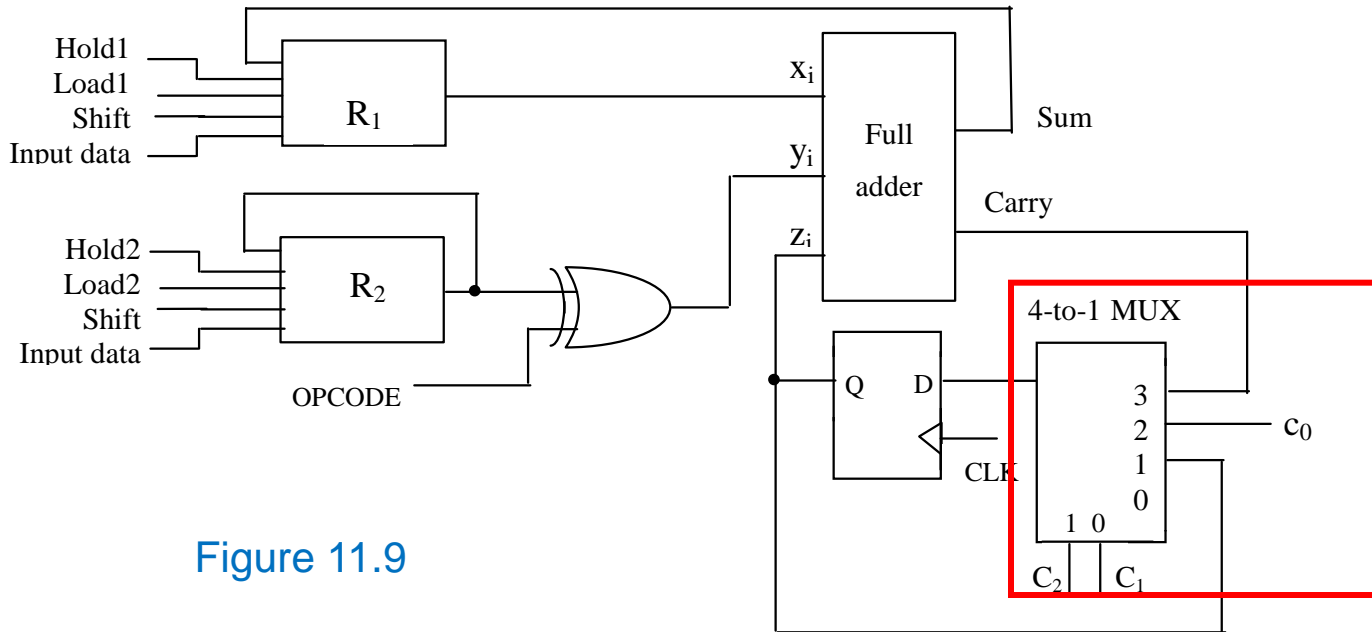 Hold1
Load1
Shift
Input data
R₁
xᵢ
yᵢ
zᵢ
Full
adder
Sum
Carry
Hold2
Load2
Shift
Input data
R₂
OPCODE
Q D
CLK
4-to-1 MUX
3
2
1
0
1 0
c₀
C₂ C₁
Figure 11.9